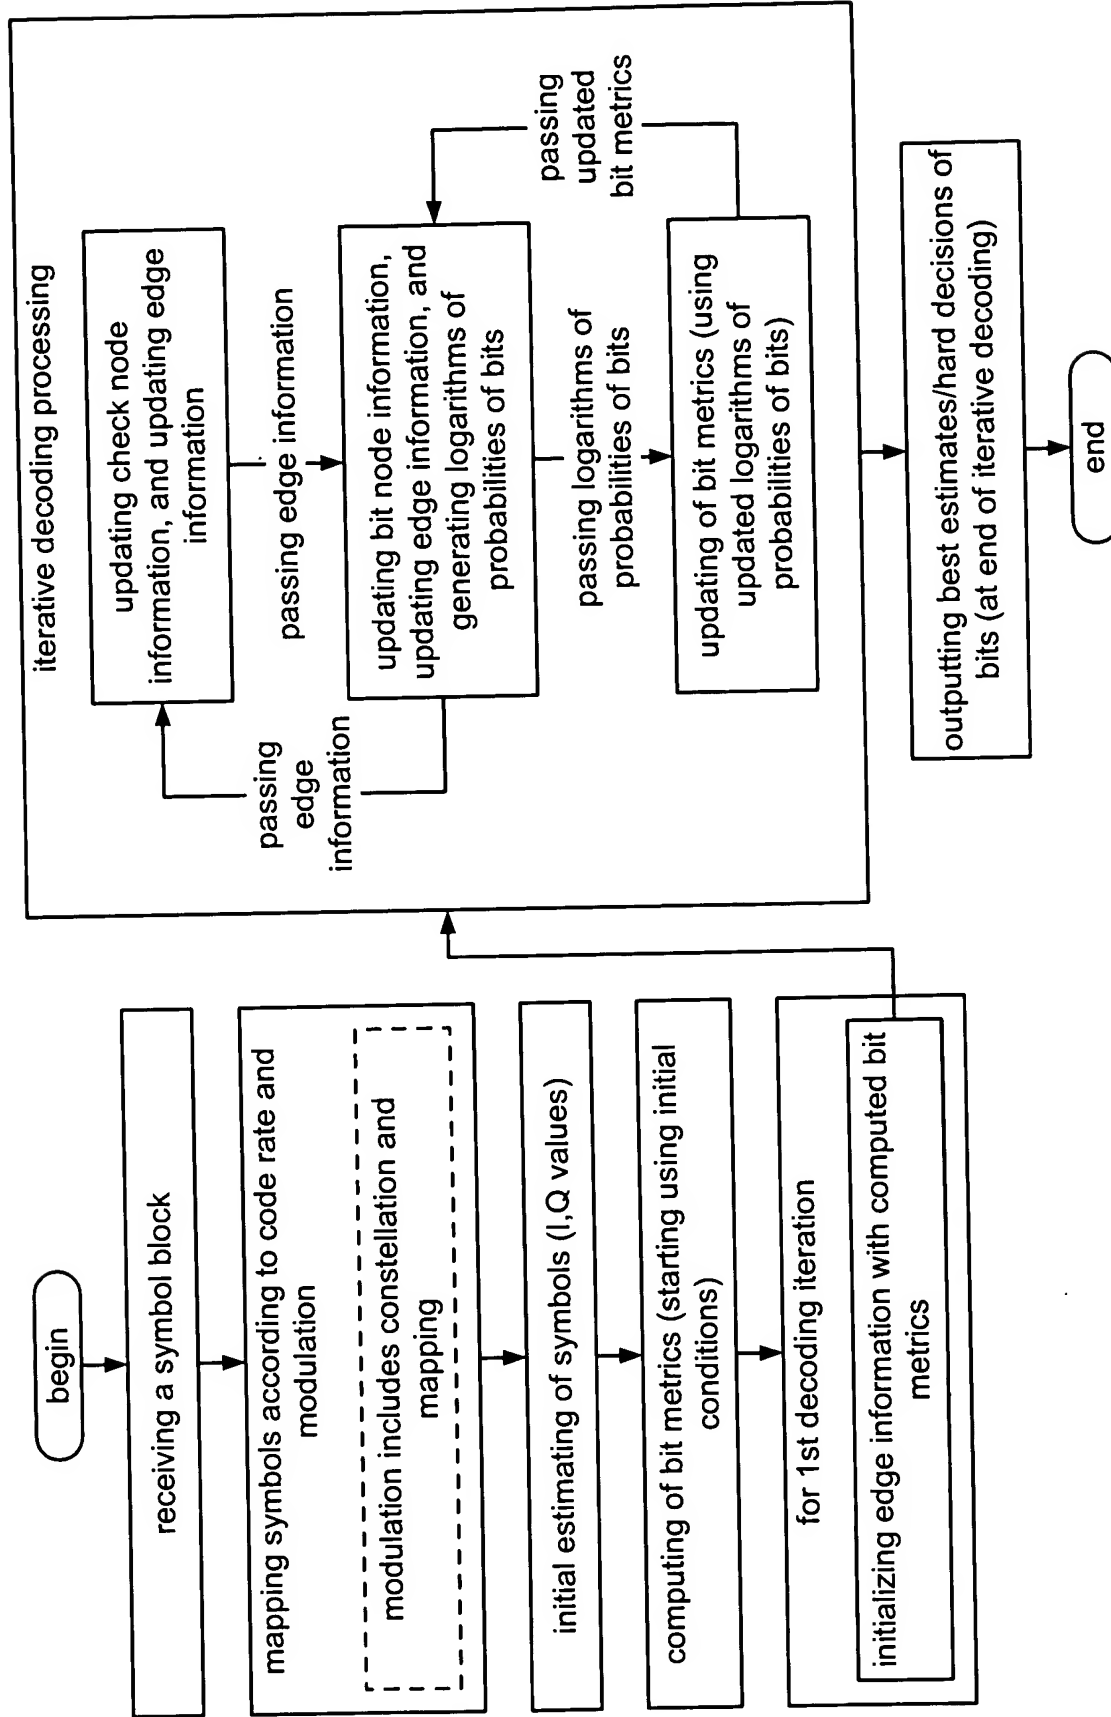 begin
receiving a symbol block
mapping symbols according to code rate and
modulation
modulation includes constellation and
mapping
initial estimating of symbols (I,Q values)
computing of bit metrics (starting using initial
conditions)
for 1st decoding iteration
initializing edge information with computed bit
metrics
iterative decoding processing
updating check node
information, and updating edge
information
passing edge information
passing
edge
information
updating bit node information,
updating edge information, and
generating logarithms of
probabilities of bits
passing logarithms of
probabilities of bits
passing
updated
bit metrics
updating of bit metrics (using
updated logarithms of
probabilities of bits)
outputting best estimates/hard decisions of
bits (at end of iterative decoding)
end